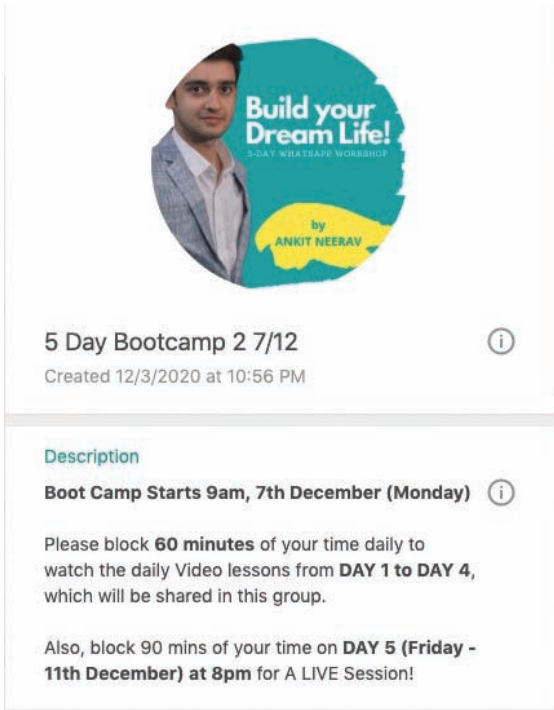 Build your
Dream Life!
5-DAY WHATSAPP WORKSHOP
by
ANKIT NEERAV
5 Day Bootcamp 2 7/12
Created 12/3/2020 at 10:56 PM
Description
Boot Camp Starts 9am, 7th December (Monday)
Please block 60 minutes of your time daily to
watch the daily Video lessons from DAY 1 to DAY 4,
which will be shared in this group.
Also, block 90 mins of your time on DAY 5 (Friday -
11th December) at 8pm for A LIVE Session!